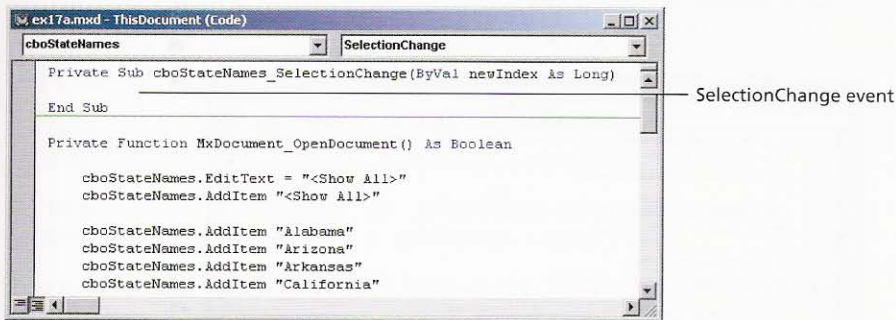 ex17a.mxd - ThisDocument (Code)
cboStateNames SelectionChange
Private Sub cboStateNames_SelectionChange(ByVal newIndex As Long)
SelectionChange event
End Sub
Private Function MxDocument_OpenDocument() As Boolean
cboStateNames.EditText = "<Show All>"
cboStateNames.AddItem "<Show All>"
cboStateNames.AddItem "Alabama"
cboStateNames.AddItem "Arizona"
cboStateNames.AddItem "Arkansas"
cboStateNames.AddItem "California"